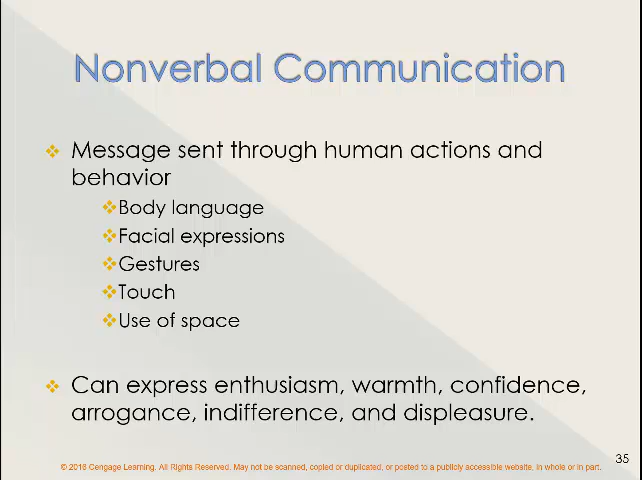 Nonverbal Communication
Message sent through human actions and
behavior
Body language
Facial expressions
Gestures
Touch
Use of space
Can express enthusiasm, warmth, confidence,
arrogance, indifference, and displeasure.
35
© 2016 Cengage Learning. All Rights Reserved. May not be scanned, copied or duplicated, or posted to a publicly accessible website, in whole or in part.